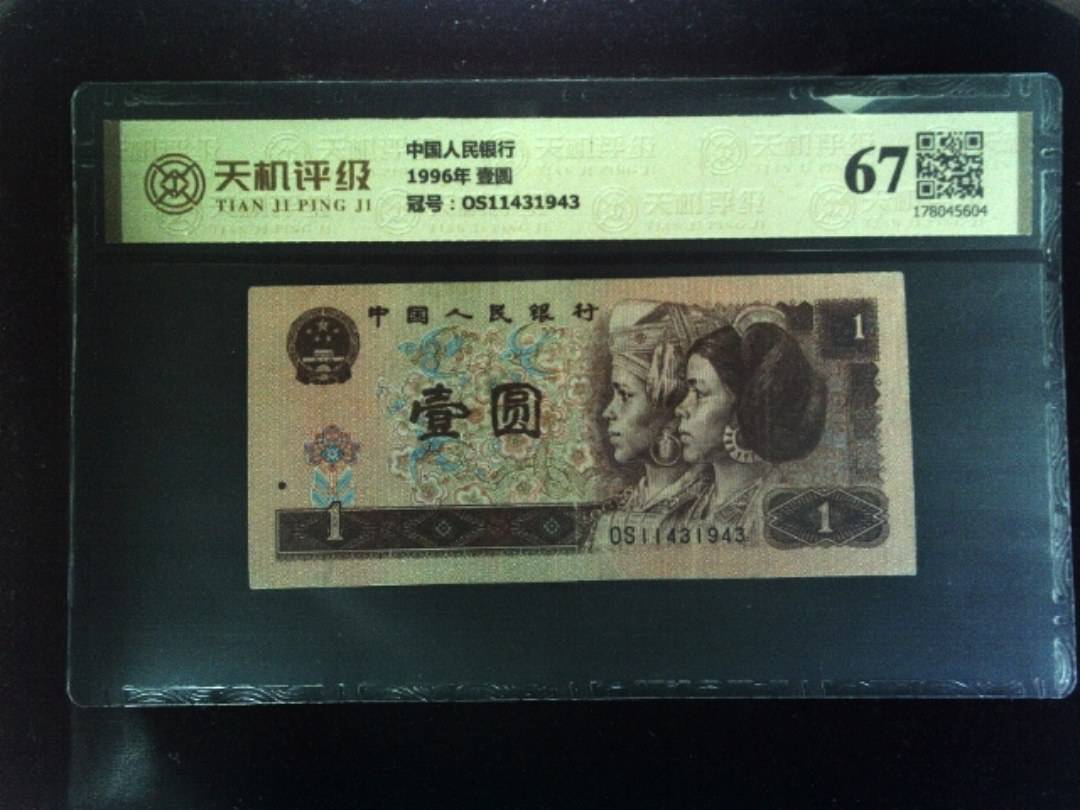 天机评级
TIAN JI PING JI
中国人民银行
1996年 壹圆
冠号：OS11431943
67
178045604
中国人民银行
壹圆
1
1
OS11431943
1